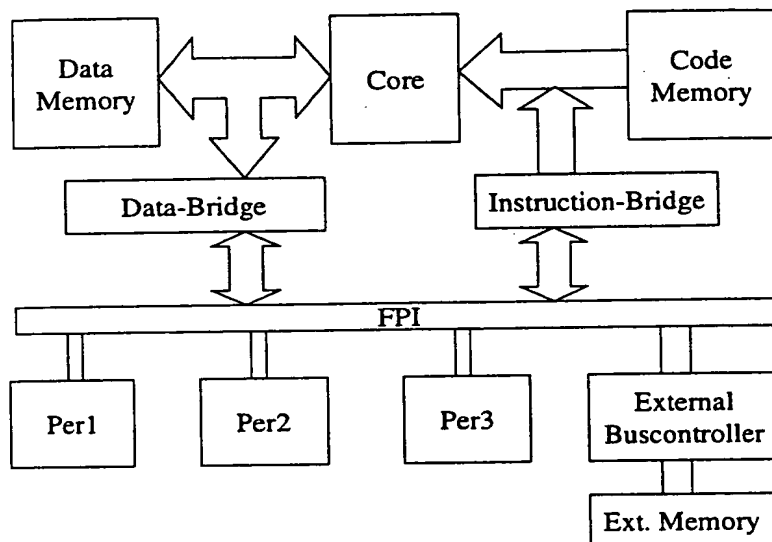 Data
Memory
Core
Code
Memory
Data-Bridge
Instruction-Bridge
FPI
Per1
Per2
Per3
External
Buscontroller
Ext. Memory